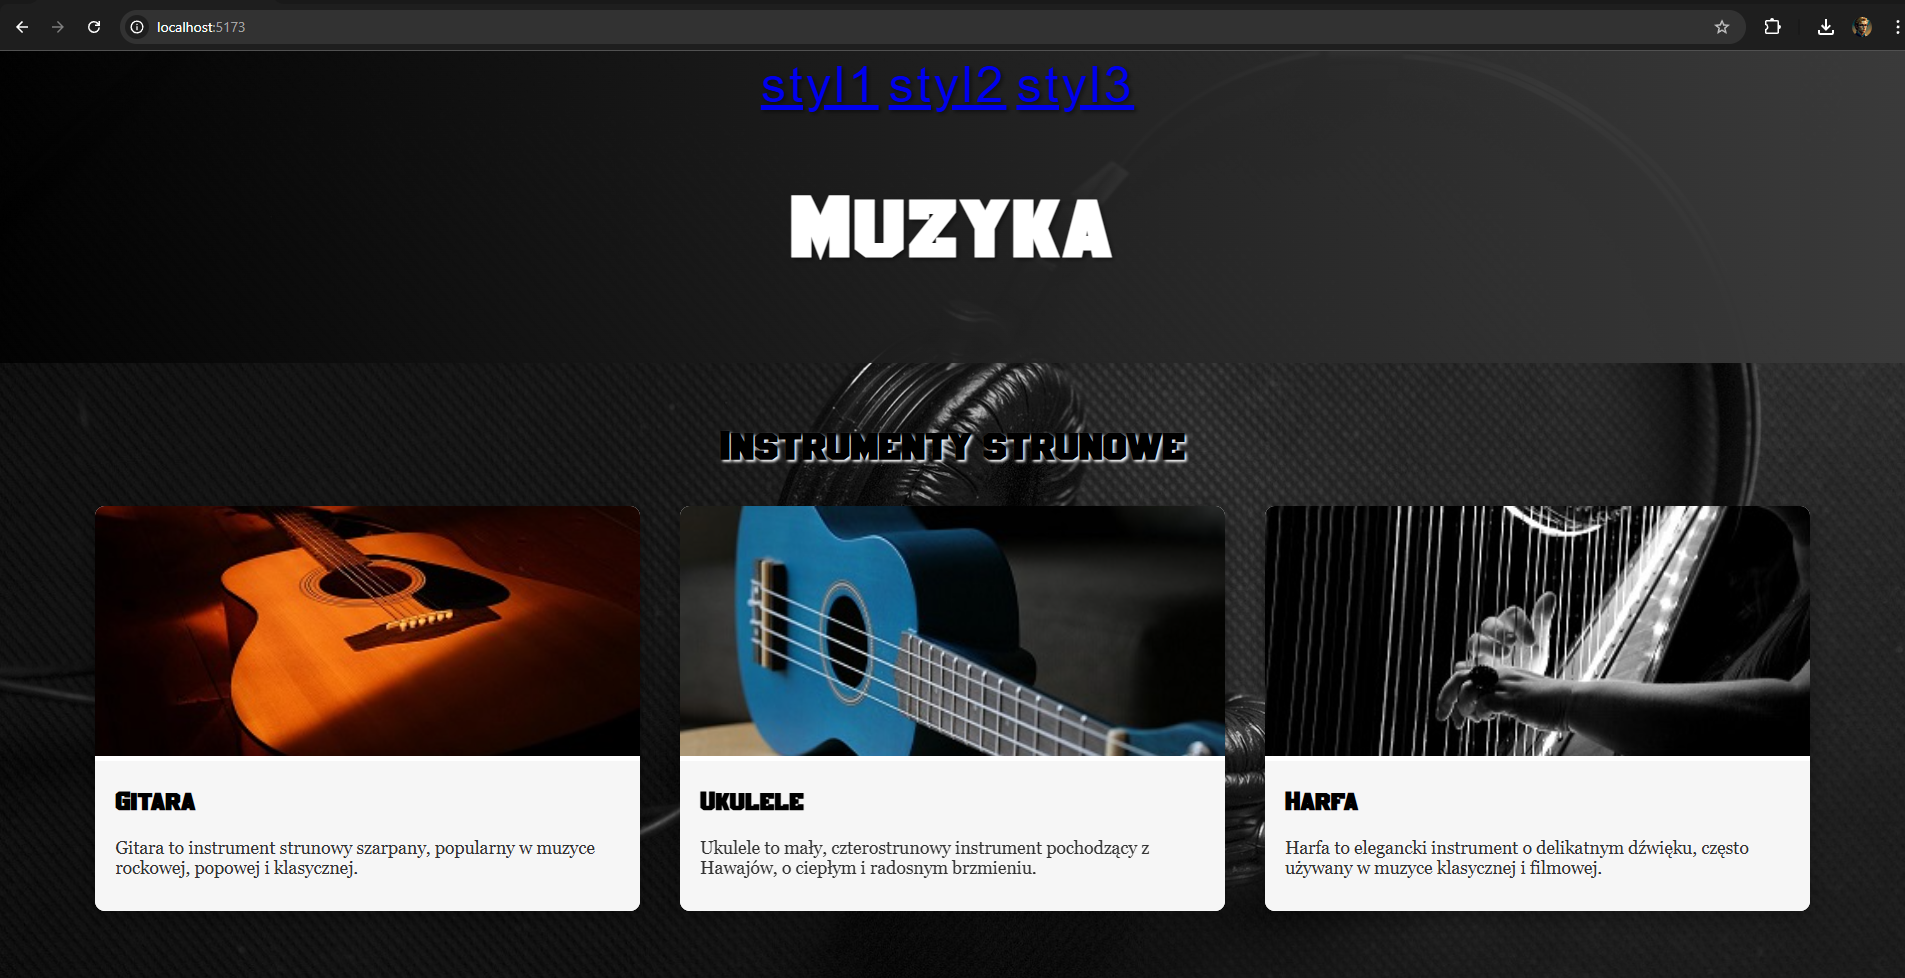 localhost:5173
styl1 styl2 styl3
Muzyka
Instrumenty strunowe
Gitara
Gitara to instrument strunowy szarpany, popularny w muzyce
rockowej, popowej i klasycznej.
Ukulele
Ukulele to mały, czterostrunowy instrument pochodzący z
Hawajów, o ciepłym i radosnym brzmieniu.
Harfa
Harfa to elegancki instrument o delikatnym dźwięku, często
używany w muzyce klasycznej i filmowej.